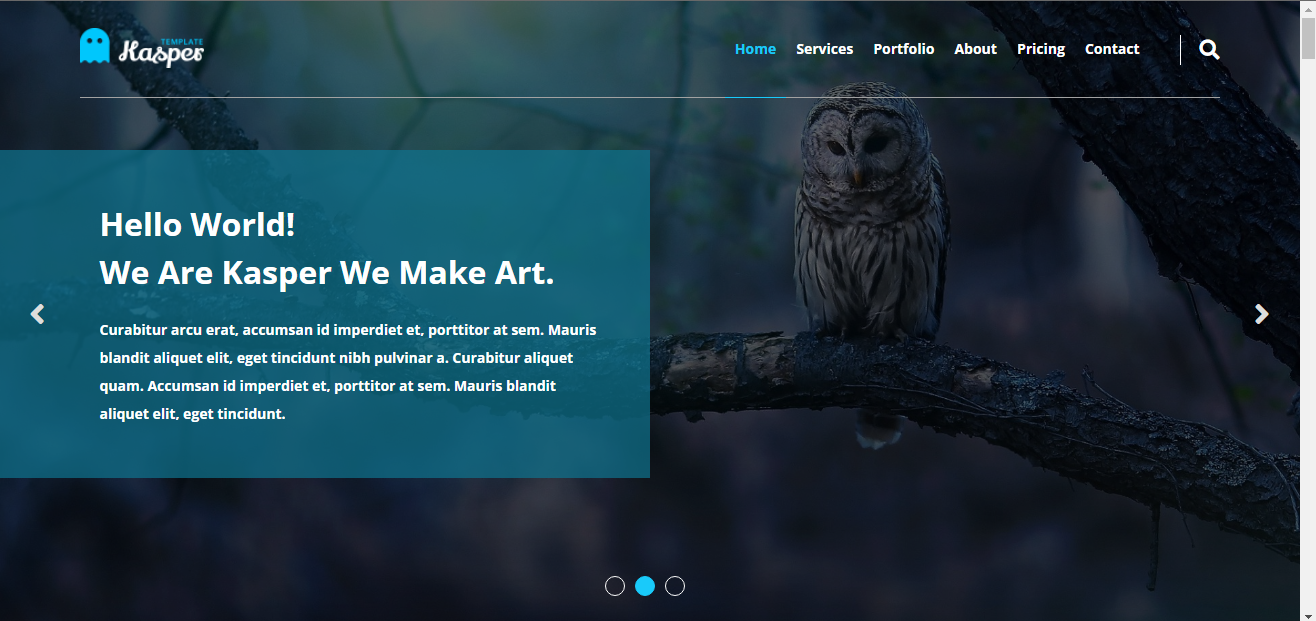 TEMPLATE
Kasper
Home Services Portfolio About Pricing Contact
Hello World!
We Are Kasper We Make Art.
Curabitur arcu erat, accumsan id imperdiet et, porttitor at sem. Mauris
blandit aliquet elit, eget tincidunt nibh pulvinar a. Curabitur aliquet
quam. Accumsan id imperdiet et, porttitor at sem. Mauris blandit
aliquet elit, eget tincidunt.